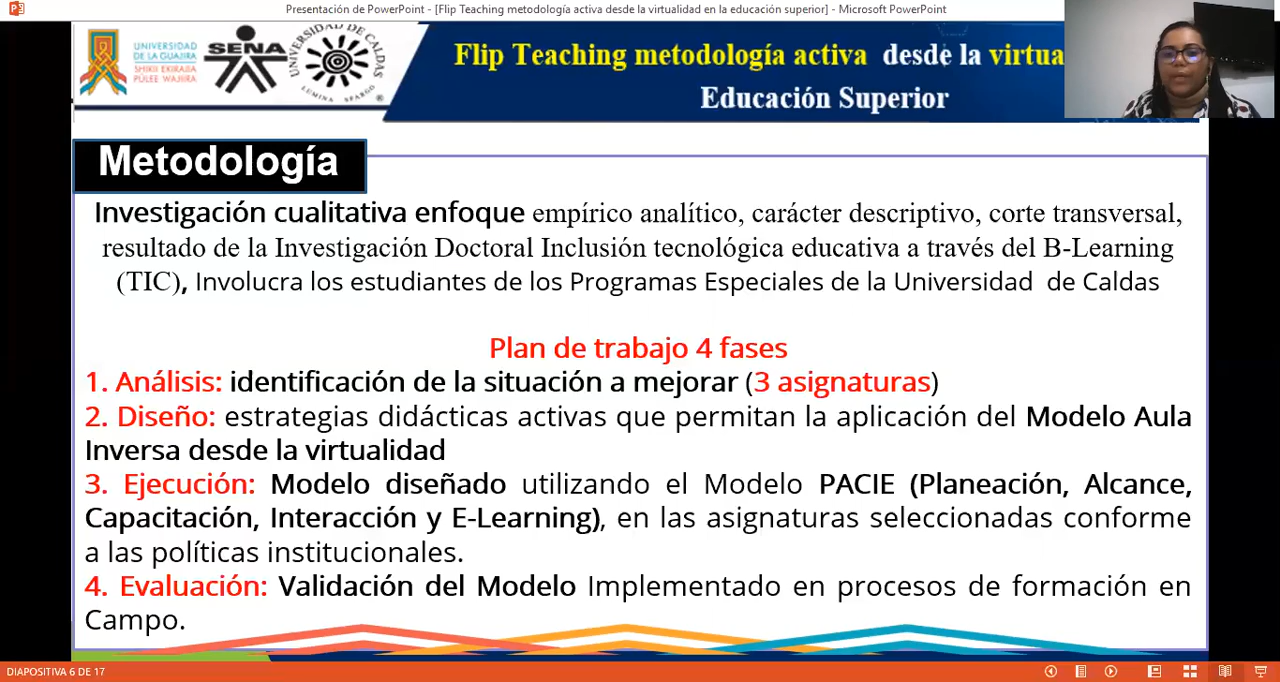 Presentación de PowerPoint - [Flip Teaching metodología activa desde la virtualidad en la educación superior] - Microsoft PowerPoint
UNIVERSIDAD
DE LA GUAJIRA
SHIKII EKIRAJIA
PÜLEE WAJIIRA
SENA
UNIVERSIDAD DE CALDAS
LUMINA SPARGO
®
Flip Teaching metodología activa desde la virtua
Educación Superior
Metodología
Investigación cualitativa enfoque empírico analítico, carácter descriptivo, corte transversal,
resultado de la Investigación Doctoral Inclusión tecnológica educativa a través del B-Learning
(TIC), Involucra los estudiantes de los Programas Especiales de la Universidad de Caldas
Plan de trabajo 4 fases
1. Análisis: identificación de la situación a mejorar (3 asignaturas)
2. Diseño: estrategias didácticas activas que permitan la aplicación del Modelo Aula
Inversa desde la virtualidad
3. Ejecución: Modelo diseñado utilizando el Modelo PACIE (Planeación, Alcance,
Capacitación, Interacción y E-Learning), en las asignaturas seleccionadas conforme
a las políticas institucionales.
4. Evaluación: Validación del Modelo Implementado en procesos de formación en
Campo.
DIAPOSITIVA 6 DE 17